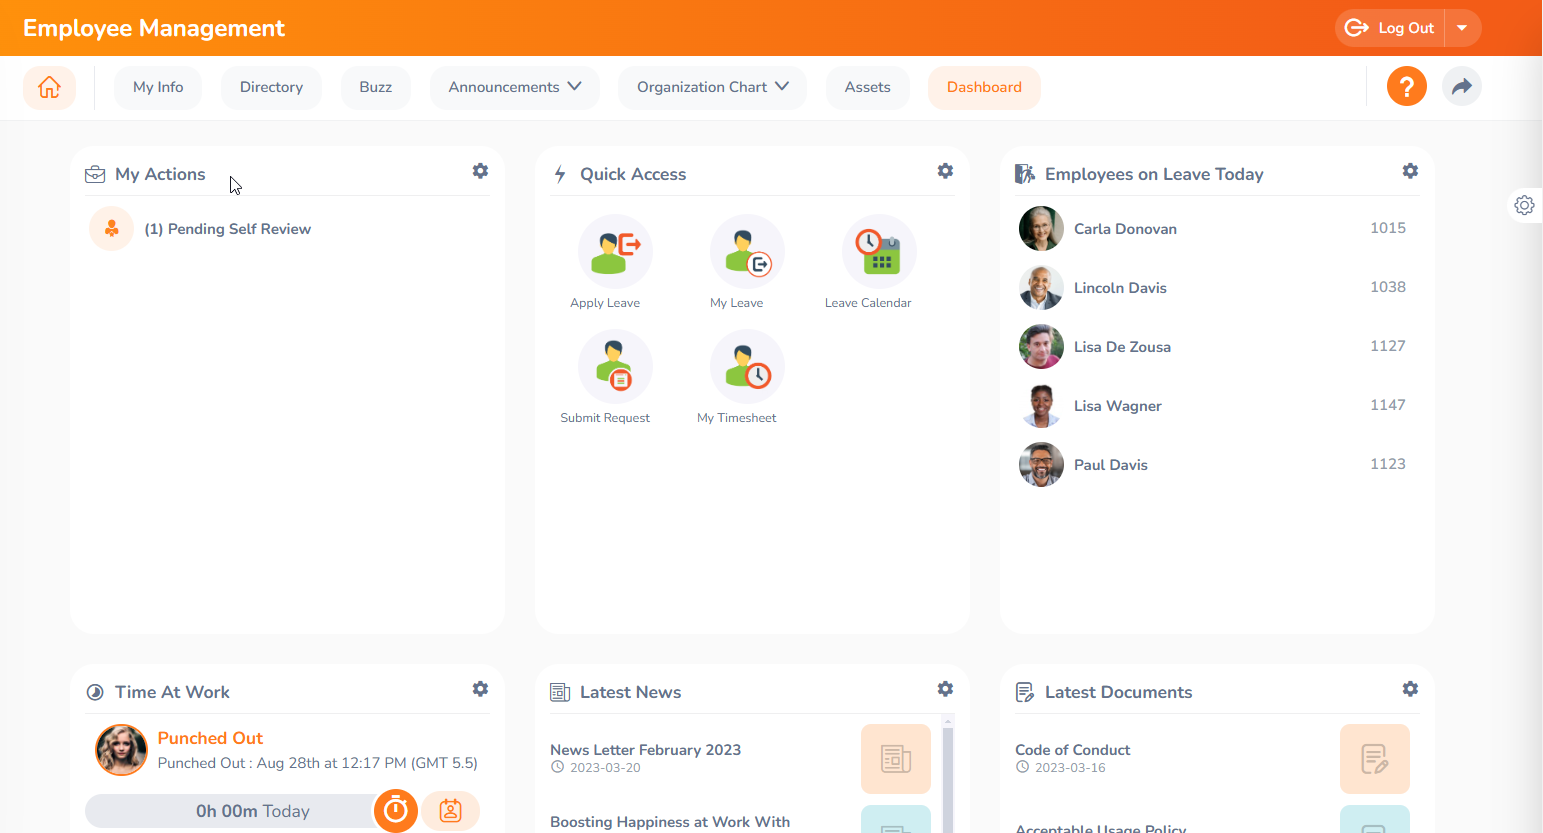 Employee Management
Log Out
My Info
Directory
Buzz
Announcements
Organization Chart
Assets
Dashboard
?
My Actions
(1) Pending Self Review
Quick Access
Apply Leave
My Leave
Leave Calendar
Submit Request
My Timesheet
Employees on Leave Today
Carla Donovan 1015
Lincoln Davis 1038
Lisa De Zousa 1127
Lisa Wagner 1147
Paul Davis 1123
Time At Work
Punched Out
Punched Out : Aug 28th at 12:17 PM (GMT 5.5)
0h 00m Today
Latest News
News Letter February 2023
2023-03-20
Boosting Happiness at Work With
Latest Documents
Code of Conduct
2023-03-16
Acceptable Usage Policy